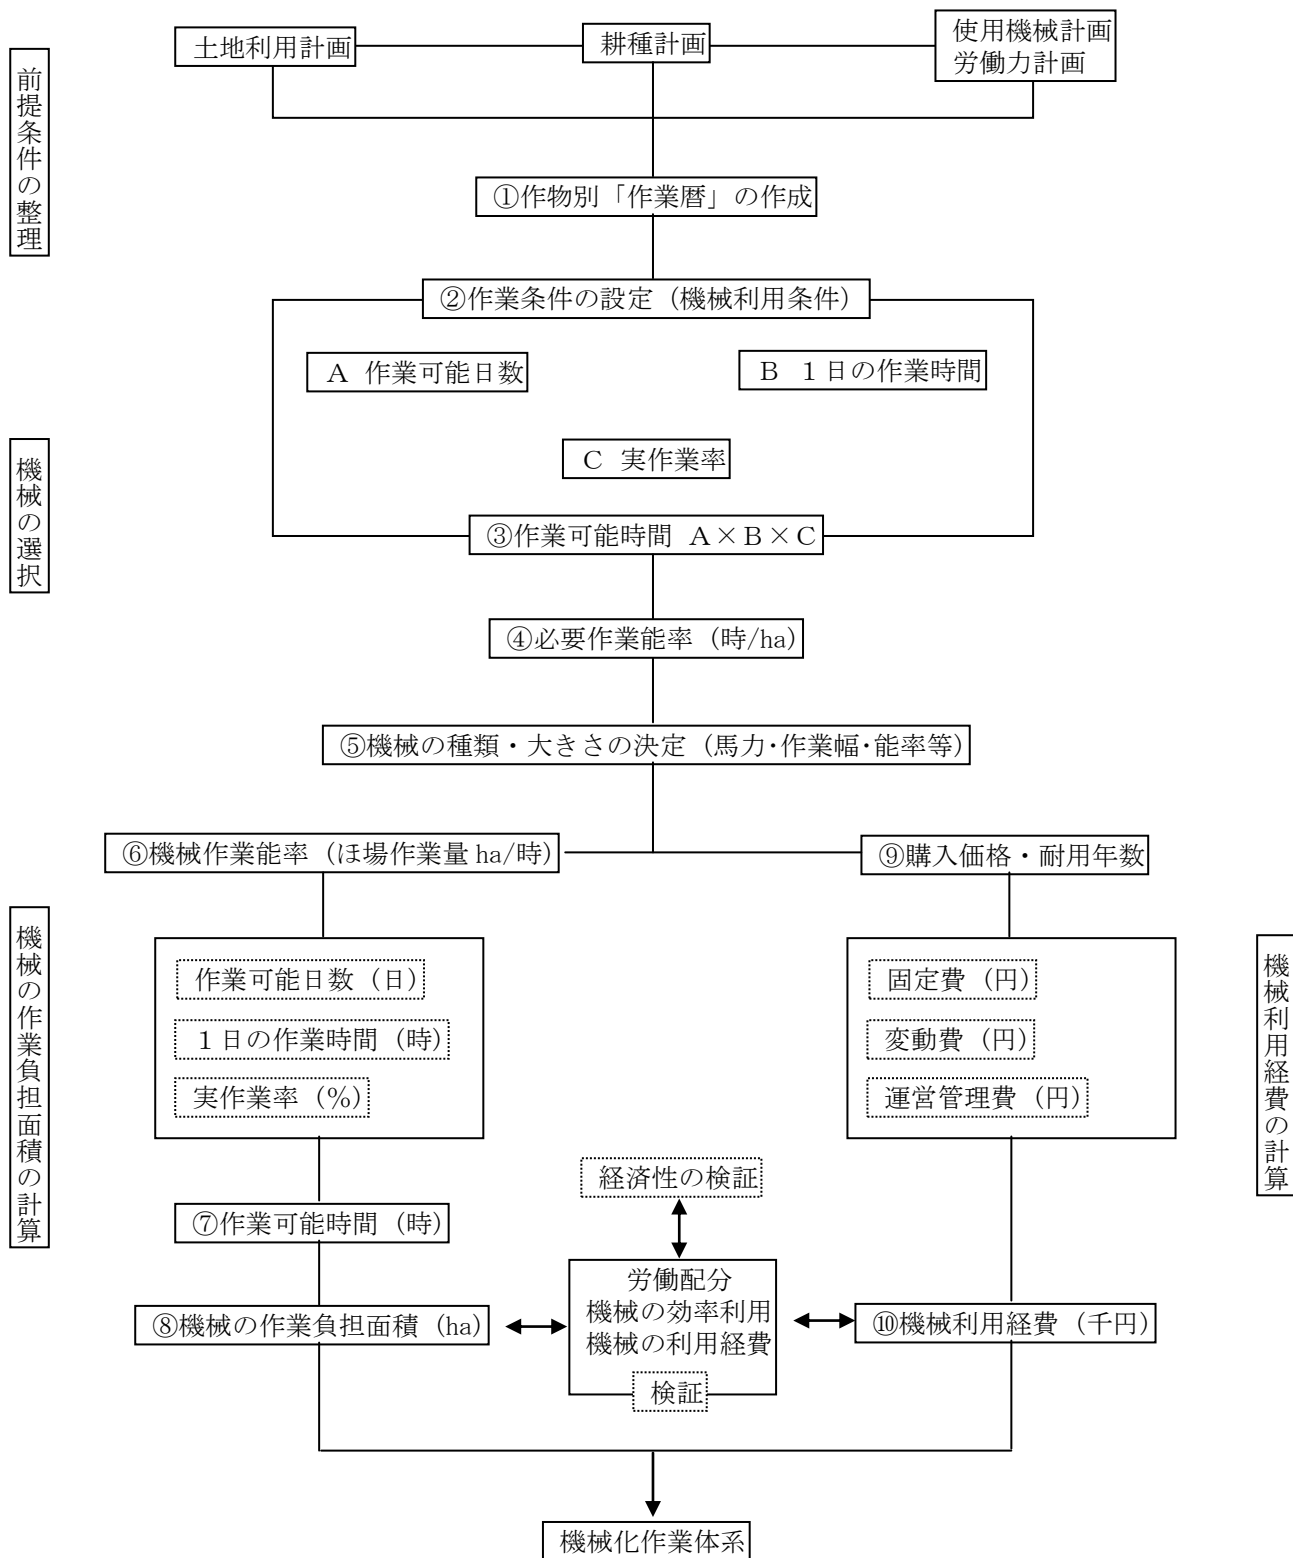 土地利用計画
耕種計画
使用機械計画
労働力計画
前提条件の整理
①作物別「作業暦」の作成
②作業条件の設定（機械利用条件）
A 作業可能日数
B １日の作業時間
C 実作業率
機械の選択
③作業可能時間 A×B×C
④必要作業能率（時/ha）
⑤機械の種類・大きさの決定（馬力・作業幅・能率等）
⑥機械作業能率（ほ場作業量 ha/時）
⑨購入価格・耐用年数
機械の作業負担面積の計算
作業可能日数（日）
１日の作業時間（時）
実作業率（%）
固定費（円）
変動費（円）
運営管理費（円）
機械利用経費の計算
経済性の検証
⑦作業可能時間（時）
労働配分
機械の効率利用
機械の利用経費
検証
⑧機械の作業負担面積（ha）
⑩機械利用経費（千円）
機械化作業体系